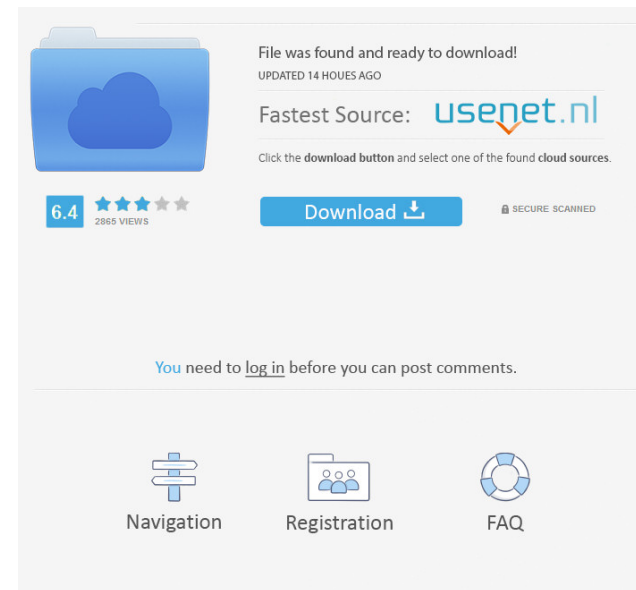 File was found and ready to download!
UPDATED 14 HOUES AGO
Fastest Source: usenet.nl
Click the download button and select one of the found cloud sources.
6.4
2865 VIEWS
Download
SECURE SCANNED
You need to log in before you can post comments.
Navigation
Registration
FAQ